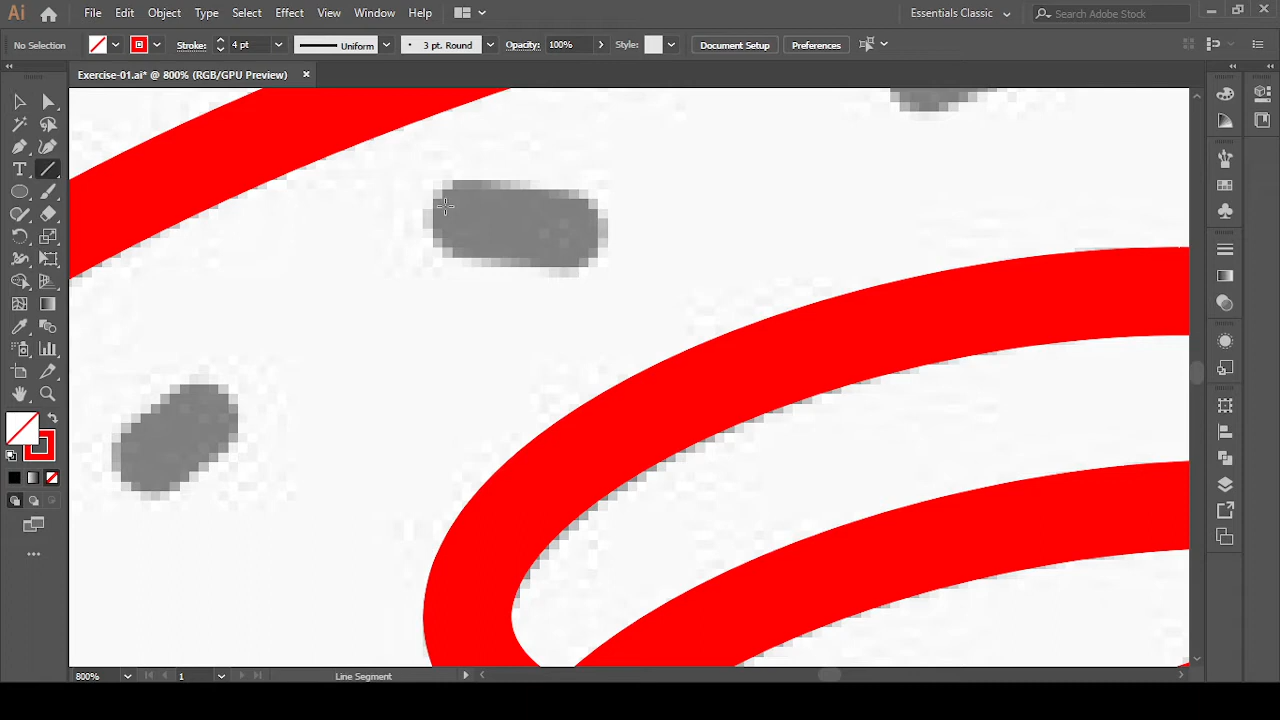 Ai File Edit Object Type Select Effect View Window Help Essentials Classic Search Adobe Stock
No Selection Stroke: 4 pt Uniform 3 pt. Round Opacity: 100% Style: Document Setup Preferences
Exercise-01.ai* @ 800% (RGB/GPU Preview) ×
T
800% 1 Line Segment